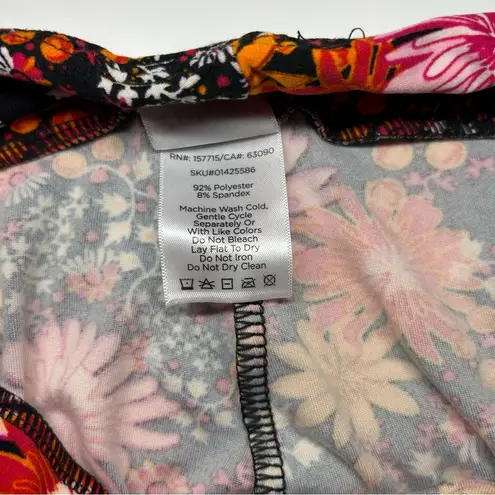 RN#: 157715/CA#: 63090
SKU#01425586
92% Polyester
8% Spandex
Machine Wash Cold,
Gentle Cycle
Separately Or
With Like Colors
Do Not Bleach
Lay Flat To Dry
Do Not Iron
Do Not Dry Clean